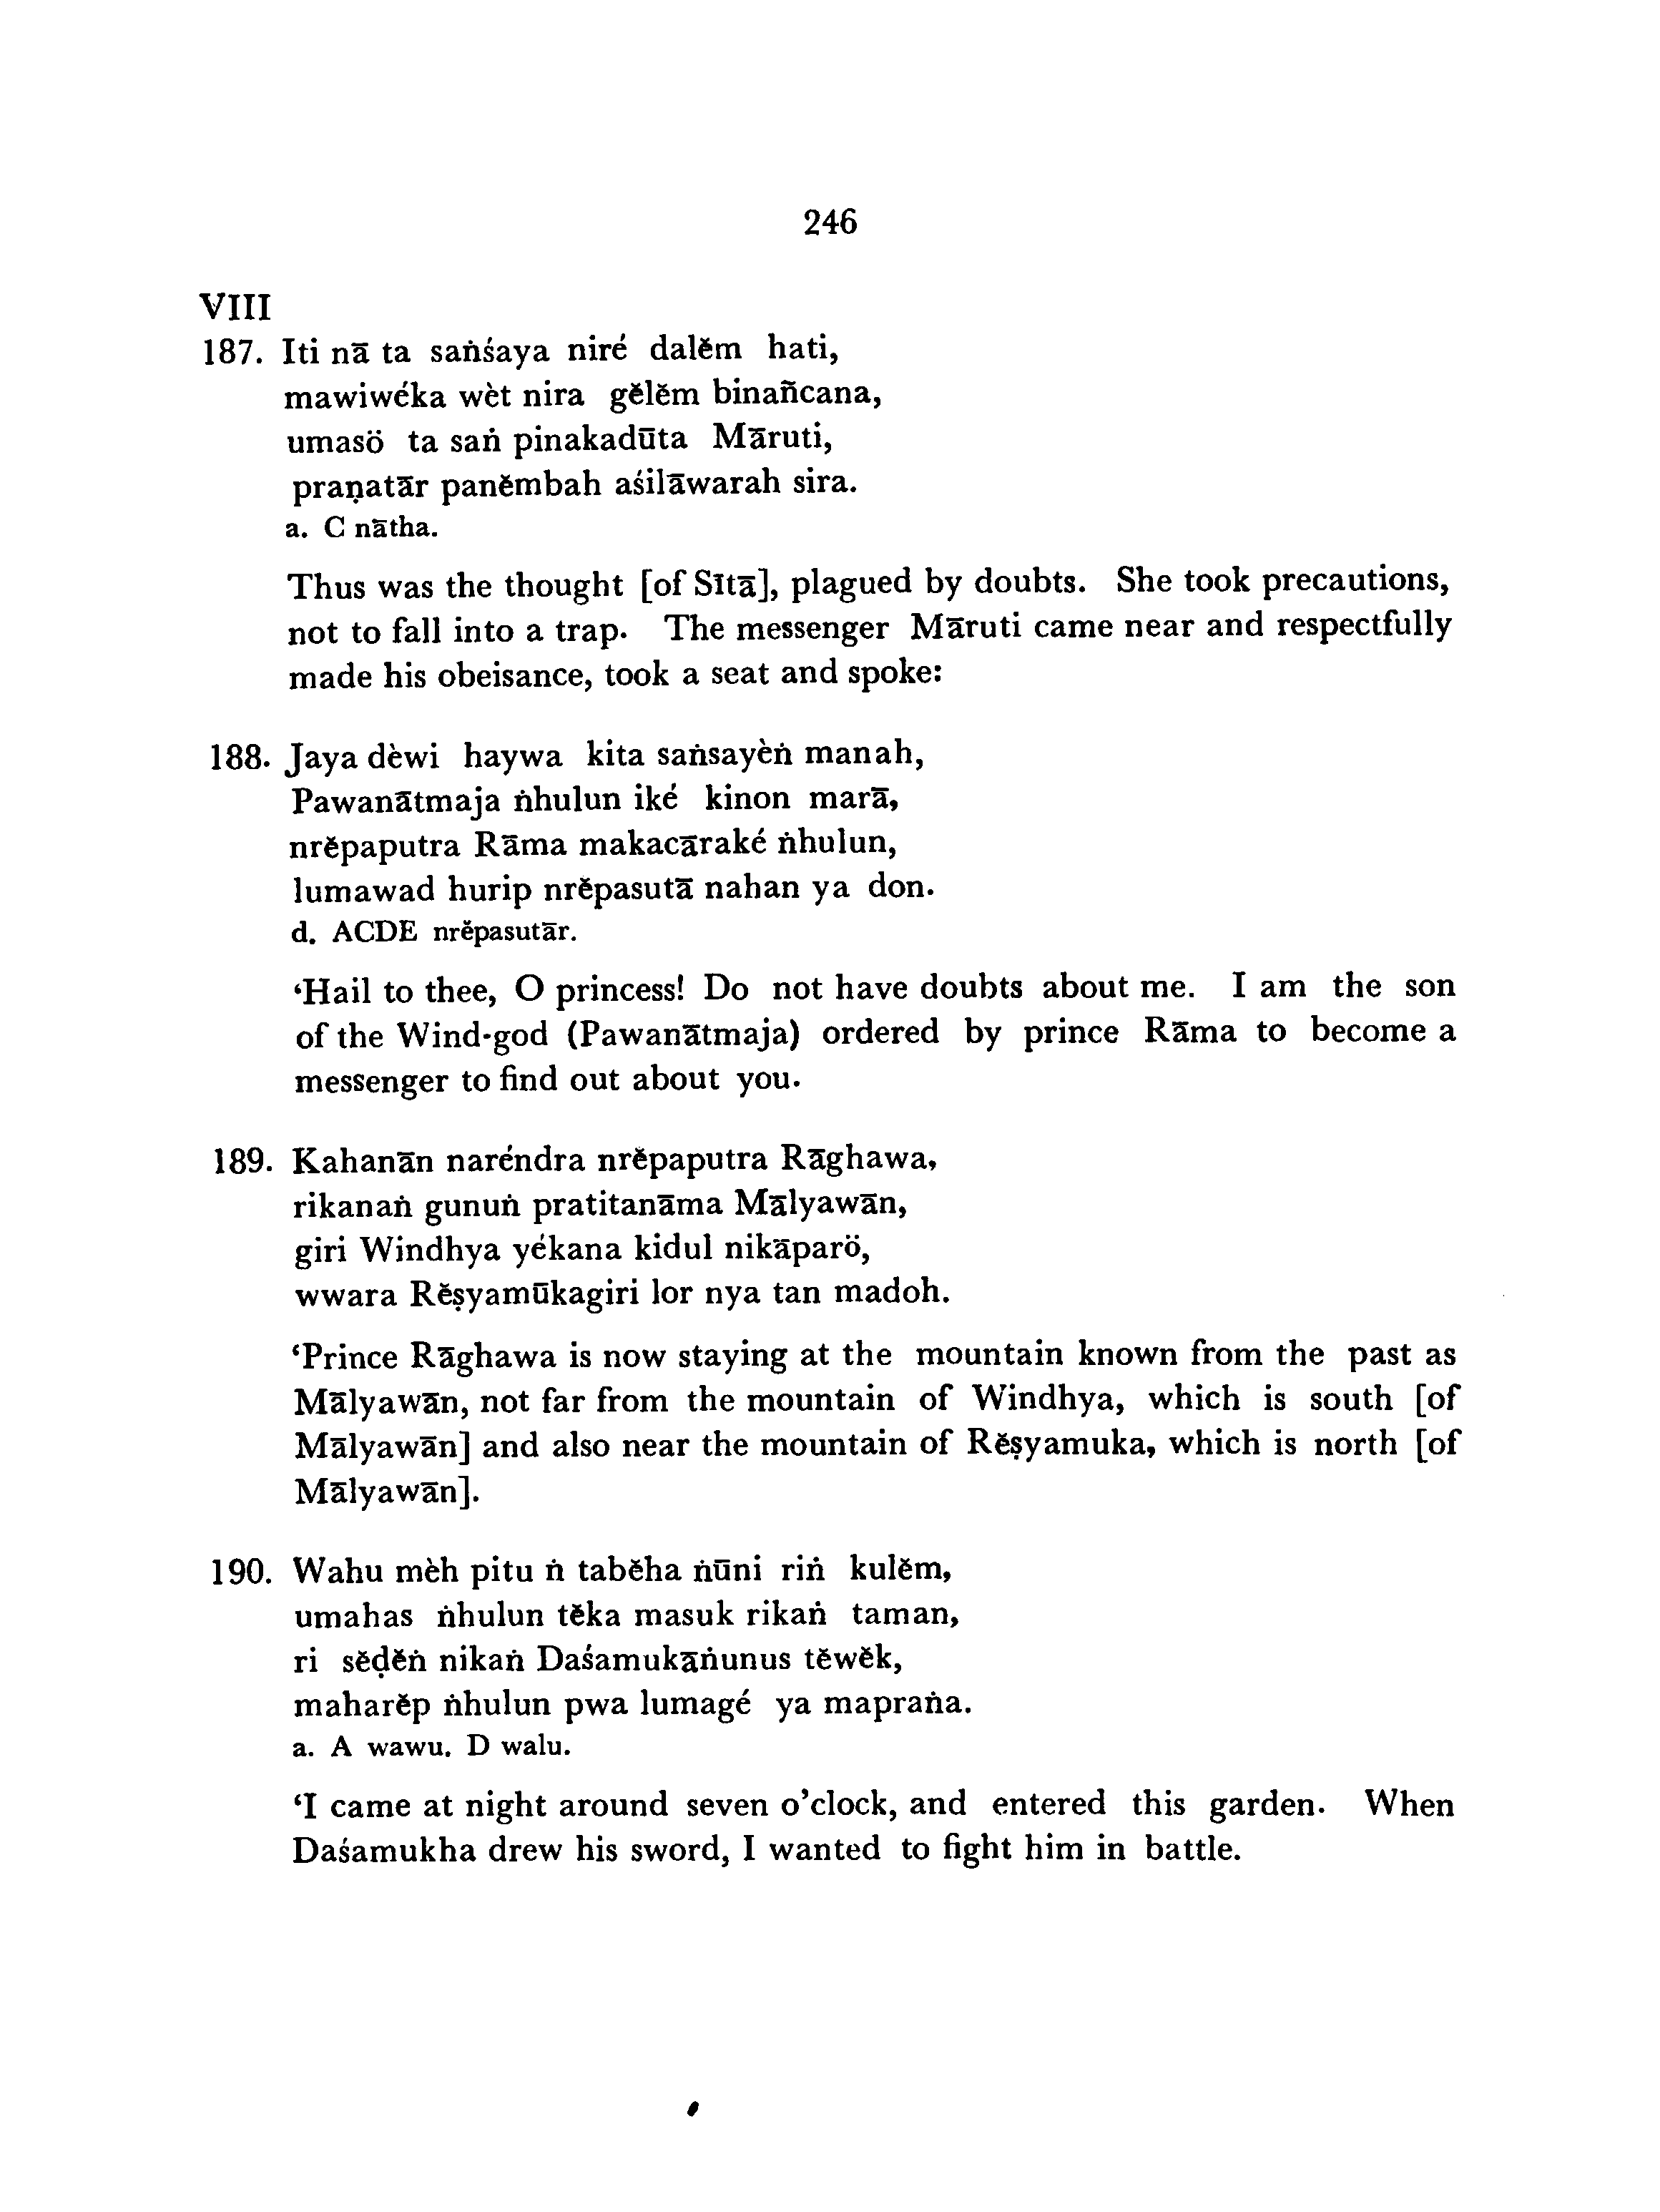 246
VIII
187. Iti nā ta saṅśaya niré dalĕm hati,
mawiwéka wèt nira gĕlĕm binañcana,
umasö ta saṅ pinakadūta Māruti,
praṇatār panĕmbah aśilāwarah sira.
a. C nātha.
Thus was the thought [of Sītā], plagued by doubts. She took precautions,
not to fall into a trap. The messenger Māruti came near and respectfully
made his obeisance, took a seat and spoke:
188. Jaya dèwi haywa kita saṅsayèṅ manah,
Pawanātmaja ṅhulun iké kinon marā,
nrĕpaputra Rāma makacāraké ṅhulun,
lumawad hurip nrĕpasutā nahan ya don.
d. ACDE nrĕpasutār.
‘Hail to thee, O princess! Do not have doubts about me. I am the son
of the Wind-god (Pawanātmaja) ordered by prince Rāma to become a
messenger to find out about you.
189. Kahanān naréndra nrĕpaputra Rāghawa,
rikanaṅ gunuṅ pratitanāma Mālyawān,
giri Windhya yékana kidul nikāparö,
wwara Rĕṣyamūkagiri lor nya tan madoh.
‘Prince Rāghawa is now staying at the mountain known from the past as
Mālyawān, not far from the mountain of Windhya, which is south [of
Mālyawān] and also near the mountain of Rĕṣyamuka, which is north [of
Mālyawān].
190. Wahu mèh pitu ṅ tabĕha ṅūni riṅ kulĕm,
umahas ṅhulun tĕka masuk rikaṅ taman,
ri sĕḍĕṅ nikaṅ Daśamukāṅunus tĕwĕk,
maharĕp ṅhulun pwa lumagé ya mapraṅa.
a. A wawu. D walu.
‘I came at night around seven o’clock, and entered this garden. When
Daśamukha drew his sword, I wanted to fight him in battle.